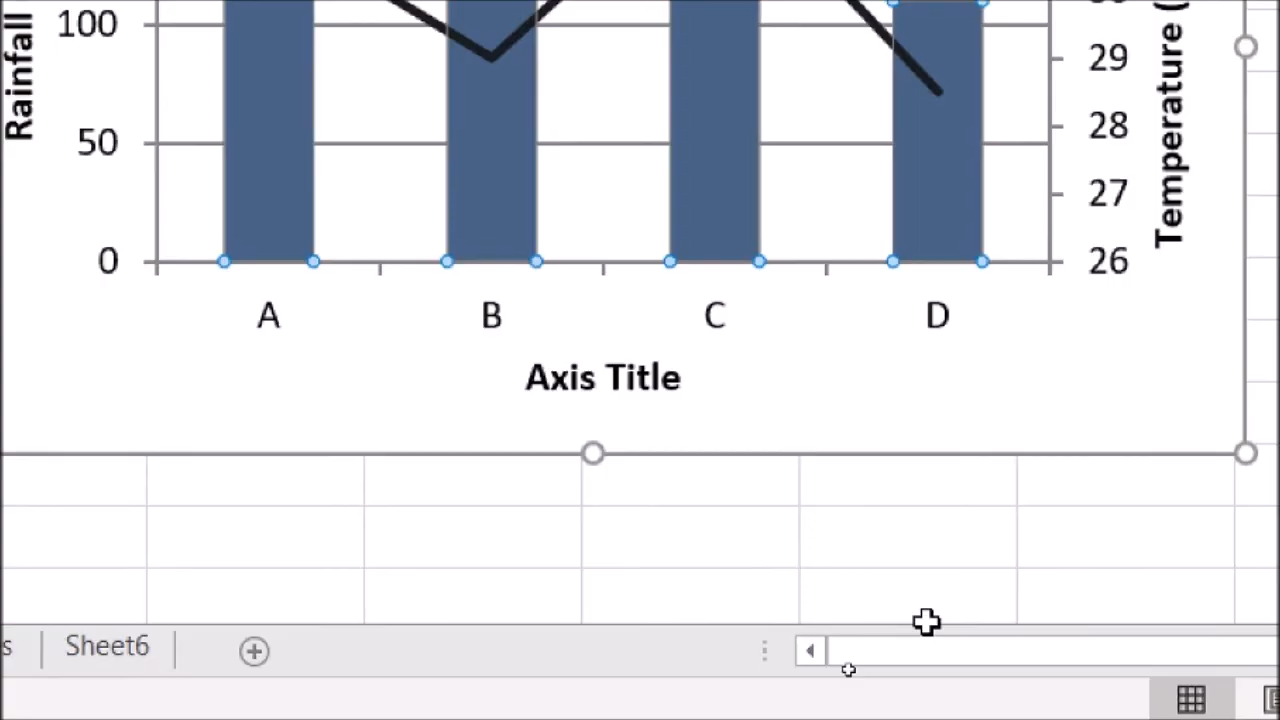 Rainfall
100
50
0
29
28
27
26
Temperature (
A B C D
Axis Title
s Sheet6